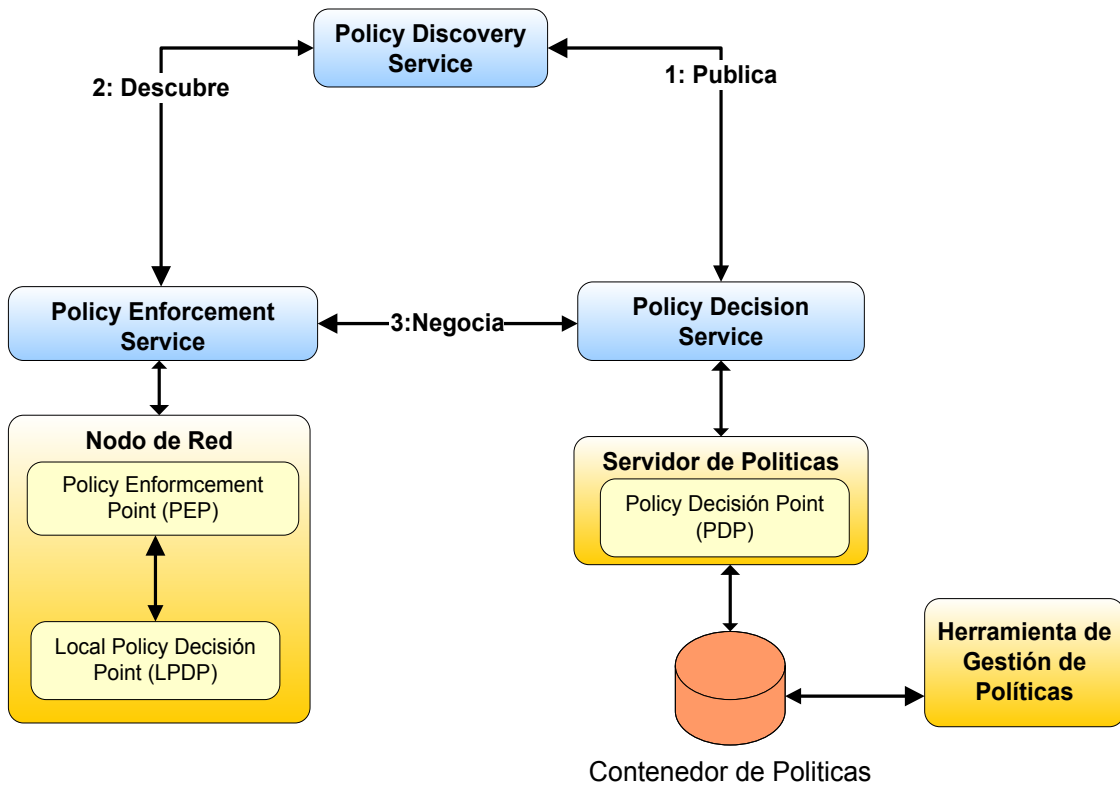 Policy Discovery
Service
2: Descubre
1: Publica
Policy Enforcement
Service
3:Negocia
Policy Decision
Service
Nodo de Red
Policy Enformcement
Point (PEP)
Local Policy Decisión
Point (LPDP)
Servidor de Politicas
Policy Decisión Point
(PDP)
Herramienta de
Gestión de
Políticas
Contenedor de Politicas